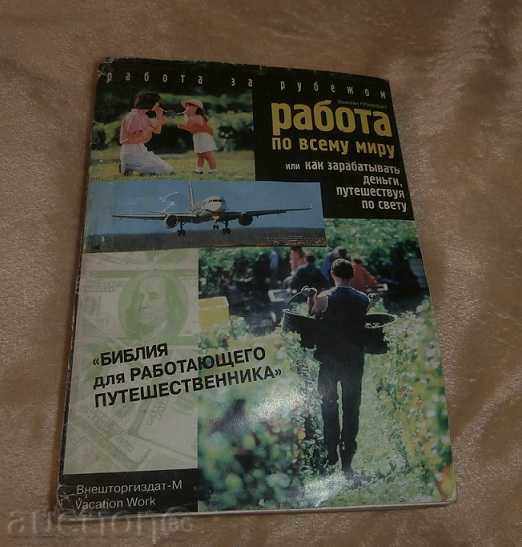 работа за рубежом
работа
по всему миру
или как зарабатывать
деньги,
путешествуя
по свету
«БИБЛИЯ
для РАБОТАЮЩЕГО
ПУТЕШЕСТВЕННИКА»
Внешторгиздат-М
Vacation Work